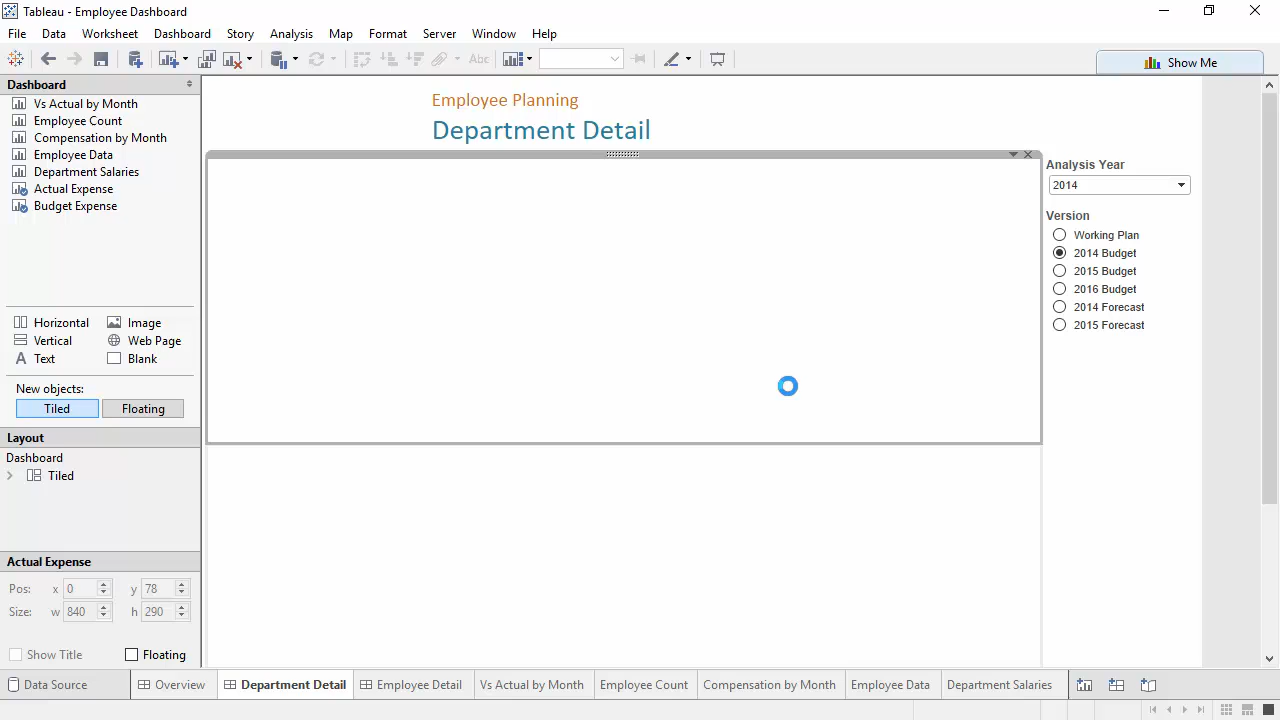 Tableau - Employee Dashboard
File Data Worksheet Dashboard Story Analysis Map Format Server Window Help
Abc
Show Me
Dashboard
Vs Actual by Month
Employee Count
Compensation by Month
Employee Data
Department Salaries
Actual Expense
Budget Expense
Horizontal Image
Vertical Web Page
A Text Blank
New objects:
Tiled Floating
Layout
Dashboard
Tiled
Actual Expense
Pos: x 0 y 78
Size: w 840 h 290
Show Title Floating
Employee Planning
Department Detail
Analysis Year
2014
Version
Working Plan
2014 Budget
2015 Budget
2016 Budget
2014 Forecast
2015 Forecast
Data Source Overview Department Detail Employee Detail Vs Actual by Month Employee Count Compensation by Month Employee Data Department Salaries